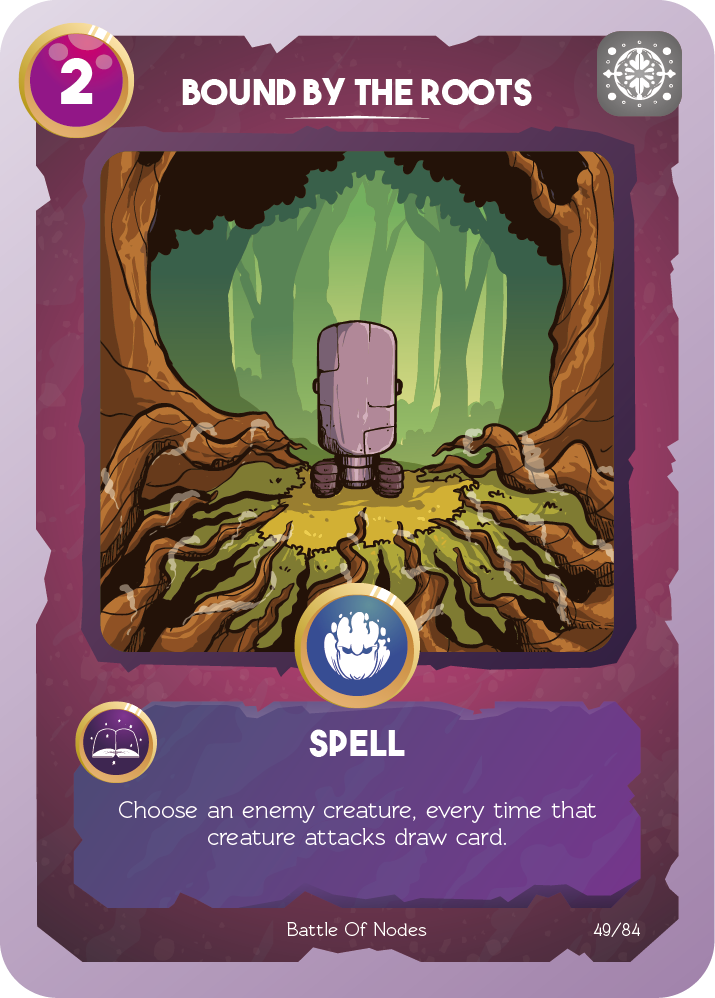 2
BOUND BY THE ROOTS
SPELL
Choose an enemy creature, every time that
creature attacks draw card.
Battle Of Nodes
49/84